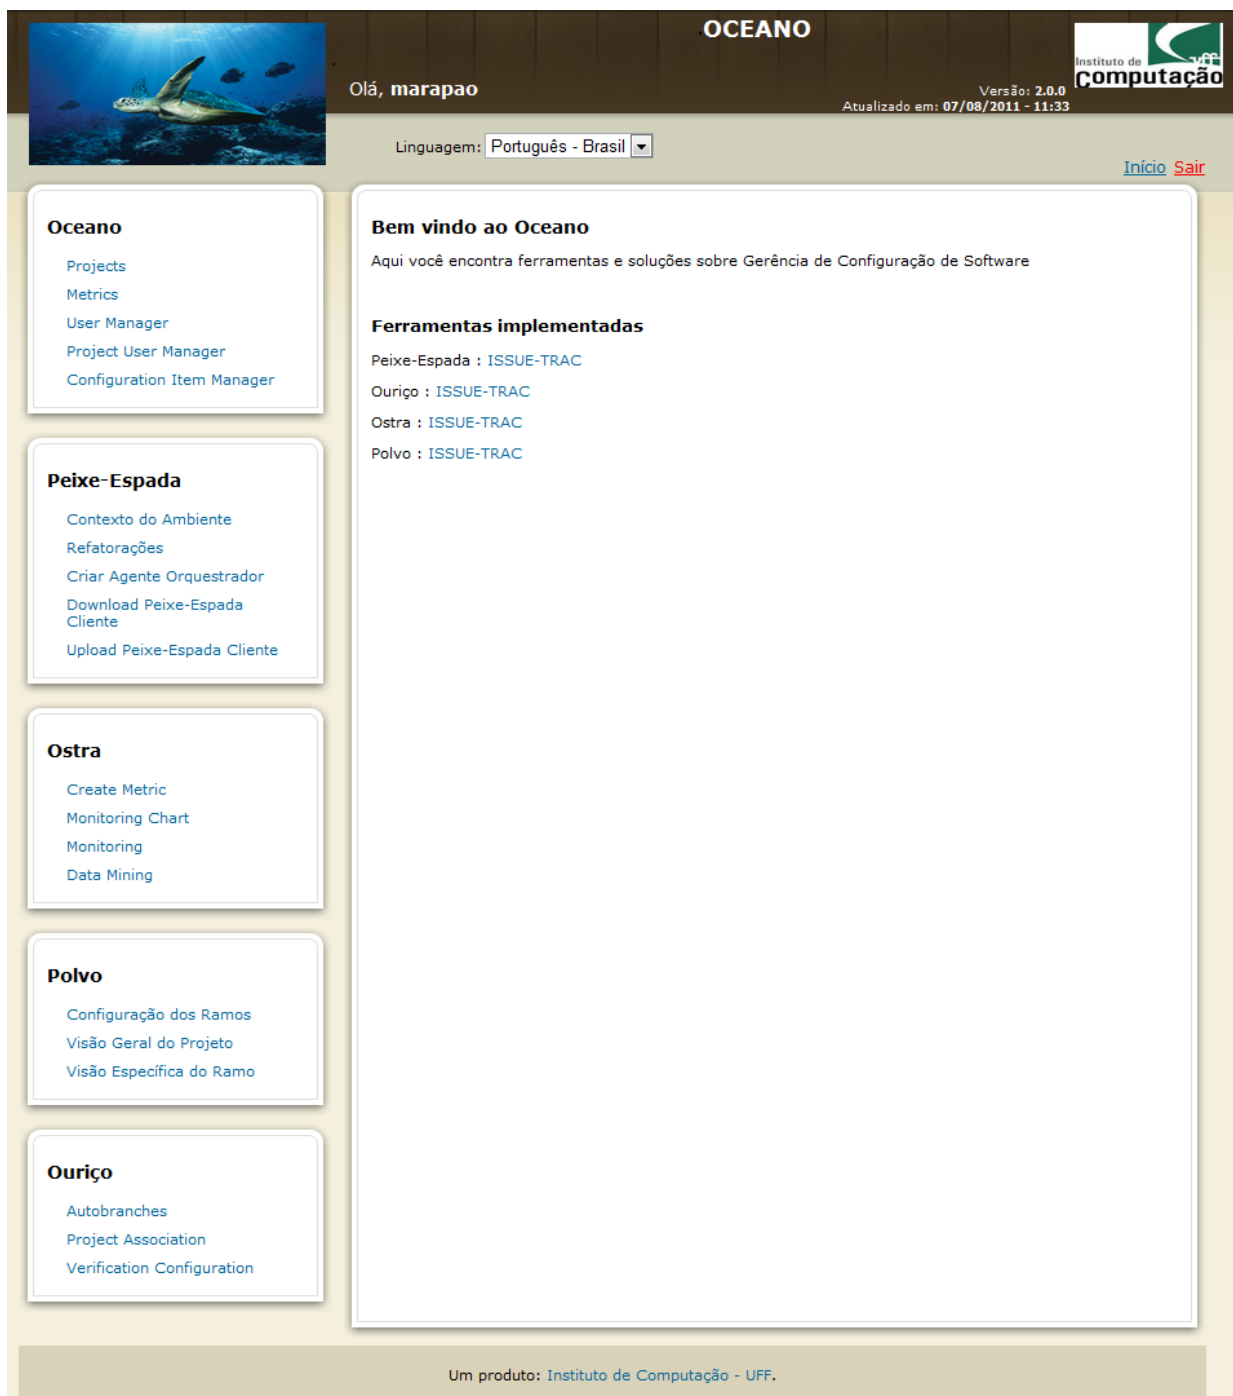 OCEANO
Instituto de
uff
computação
Olá, marapao
Versão: 2.0.0
Atualizado em: 07/08/2011 - 11:33
Linguagem: Português - Brasil
Início Sair
Oceano
Projects
Metrics
User Manager
Project User Manager
Configuration Item Manager
Peixe-Espada
Contexto do Ambiente
Refatorações
Criar Agente Orquestrador
Download Peixe-Espada
Cliente
Upload Peixe-Espada Cliente
Ostra
Create Metric
Monitoring Chart
Monitoring
Data Mining
Polvo
Configuração dos Ramos
Visão Geral do Projeto
Visão Específica do Ramo
Ouriço
Autobranches
Project Association
Verification Configuration
Bem vindo ao Oceano
Aqui você encontra ferramentas e soluções sobre Gerência de Configuração de Software
Ferramentas implementadas
Peixe-Espada : ISSUE-TRAC
Ouriço : ISSUE-TRAC
Ostra : ISSUE-TRAC
Polvo : ISSUE-TRAC
Um produto: Instituto de Computação - UFF.